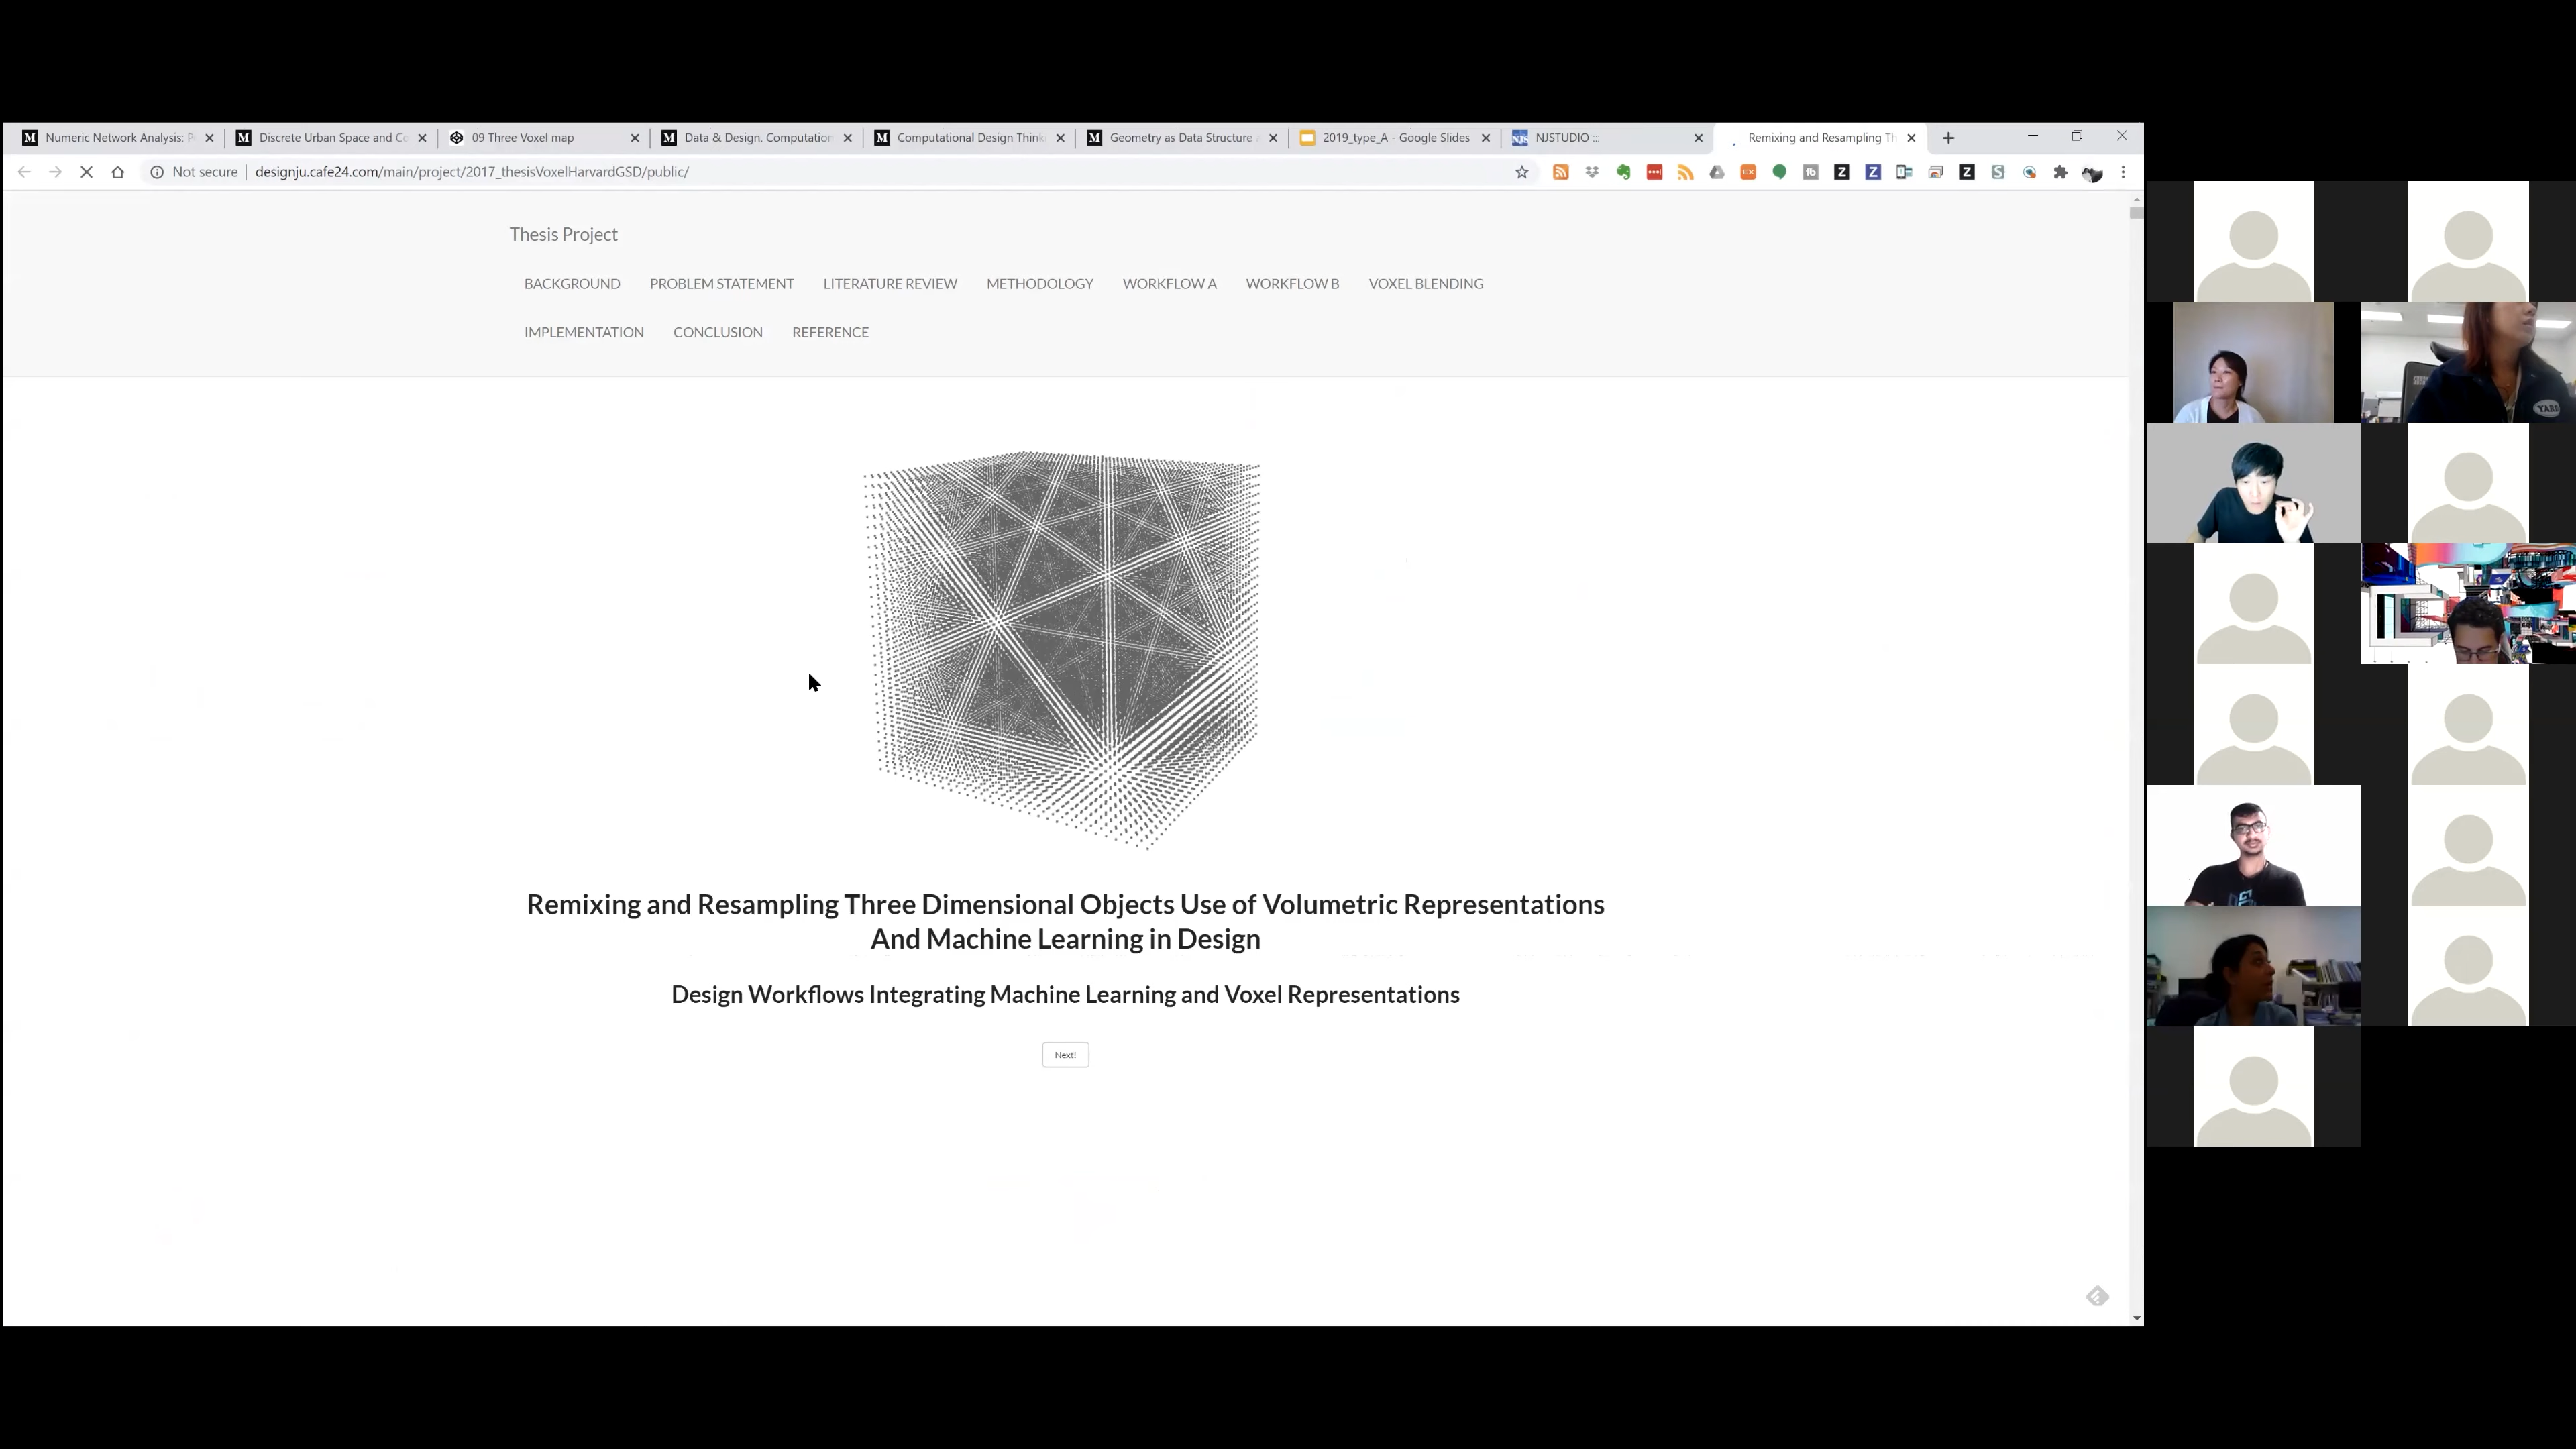 Numeric Network Analysis: P
Discrete Urban Space and Co
09 Three Voxel map
Data & Design. Computation
Computational Design Think
Geometry as Data Structure
2019_type_A - Google Slides
NJSTUDIO :::
Remixing and Resampling Th
Not secure
designju.cafe24.com/main/project/2017_thesisVoxelHarvardGSD/public/
Thesis Project
BACKGROUND PROBLEM STATEMENT LITERATURE REVIEW METHODOLOGY WORKFLOW A WORKFLOW B VOXEL BLENDING
IMPLEMENTATION CONCLUSION REFERENCE
Remixing and Resampling Three Dimensional Objects Use of Volumetric Representations
And Machine Learning in Design
Design Workflows Integrating Machine Learning and Voxel Representations
Next!
YARD